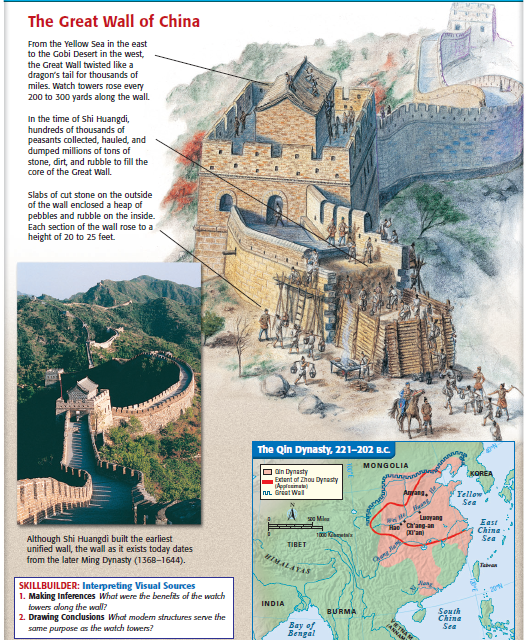 The Great Wall of China
From the Yellow Sea in the east
to the Gobi Desert in the west,
the Great Wall twisted like a
dragon's tail for thousands of
miles. Watch towers rose every
200 to 300 yards along the wall.
In the time of Shi Huangdi,
hundreds of thousands of
peasants collected, hauled, and
dumped millions of tons of
stone, dirt, and rubble to fill the
core of the Great Wall.
Slabs of cut stone on the outside
of the wall enclosed a heap of
pebbles and rubble on the inside.
Each section of the wall rose to a
height of 20 to 25 feet.
Although Shi Huangdi built the earliest
unified wall, the wall as it exists today dates
from the later Ming Dynasty (1368–1644).
SKILLBUILDER: Interpreting Visual Sources
1. Making Inferences What were the benefits of the watch
towers along the wall?
2. Drawing Conclusions What modern structures serve the
same purpose as the watch towers?
The Qin Dynasty, 221–202 B.C.
Qin Dynasty
Extent of Zhou Dynasty
(Approximate)
Great Wall
N
0 500 Miles
0 1000 Kilometers
MONGOLIA
KOREA
Anyang
Yellow
Sea
Luoyang
Hao
Ch'ang-an
(Xi'an)
East
China
Sea
TIBET
HIMALAYAS
Taiwan
INDIA
BURMA
Bay of
Bengal
South
China
Sea